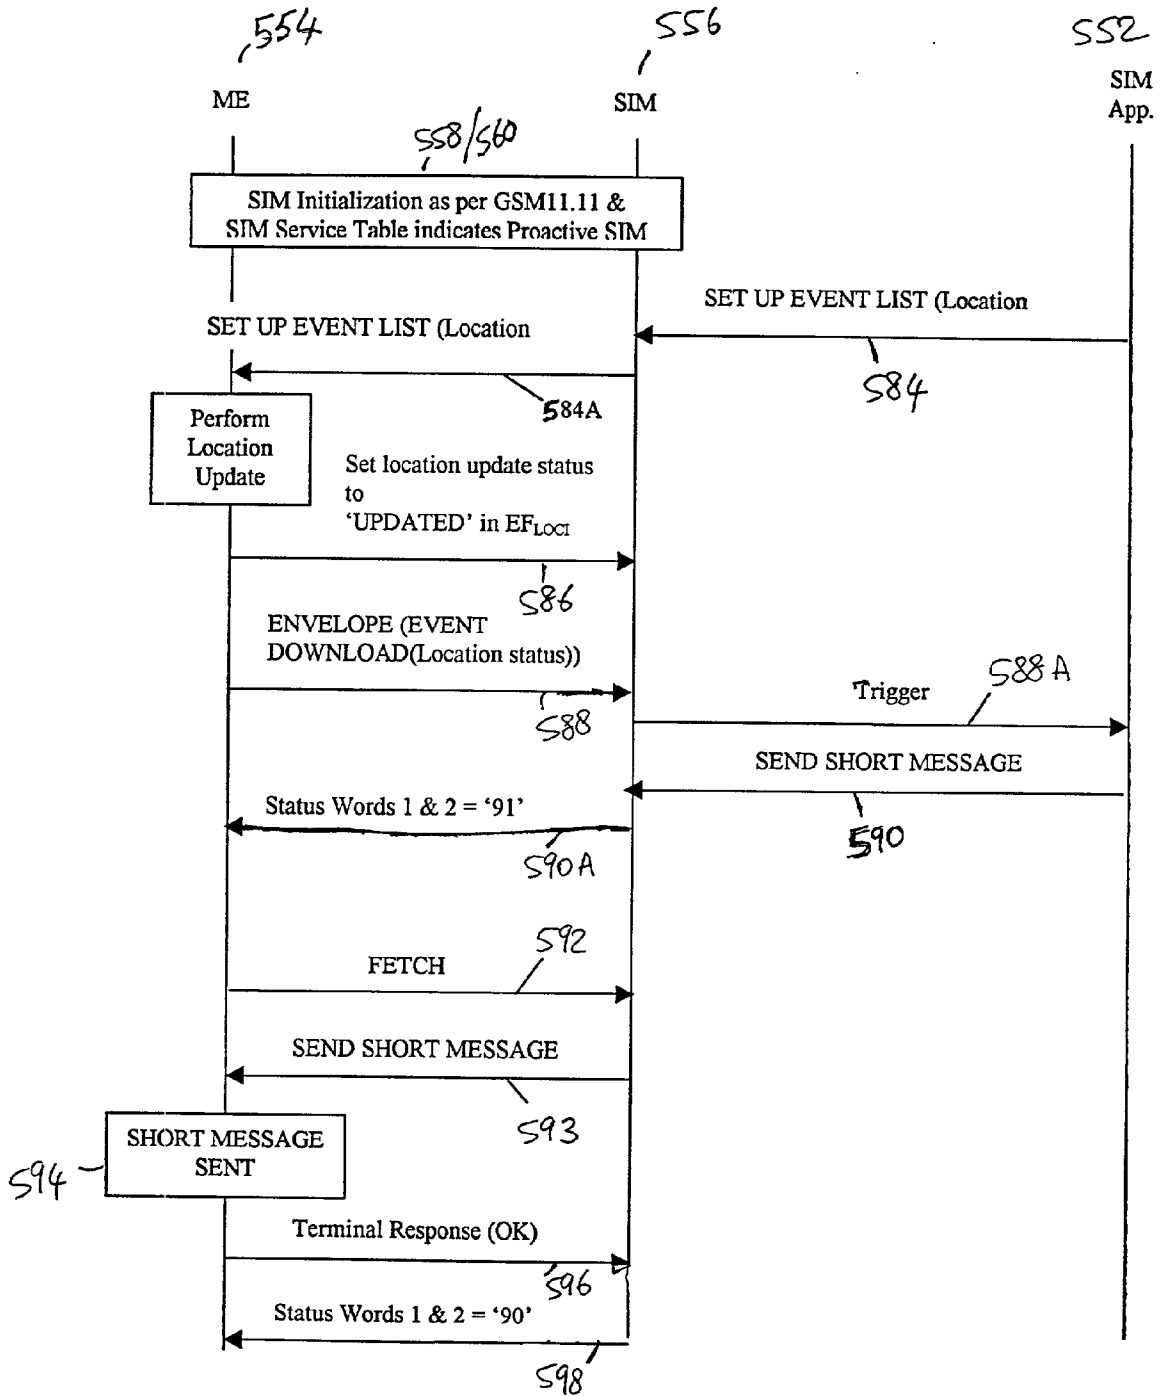 554
556
552
ME
SIM
SIM
App.
558/560
SIM Initialization as per GSM11.11 &
SIM Service Table indicates Proactive SIM
SET UP EVENT LIST (Location
SET UP EVENT LIST (Location
584
584A
Perform
Location
Update
Set location update status
to
‘UPDATED’ in EFLOCI
586
ENVELOPE (EVENT
DOWNLOAD(Location status))
588
Trigger
588A
SEND SHORT MESSAGE
590
Status Words 1 & 2 = ‘91’
590A
592
FETCH
SEND SHORT MESSAGE
593
SHORT MESSAGE
SENT
594
Terminal Response (OK)
596
Status Words 1 & 2 = ‘90’
598